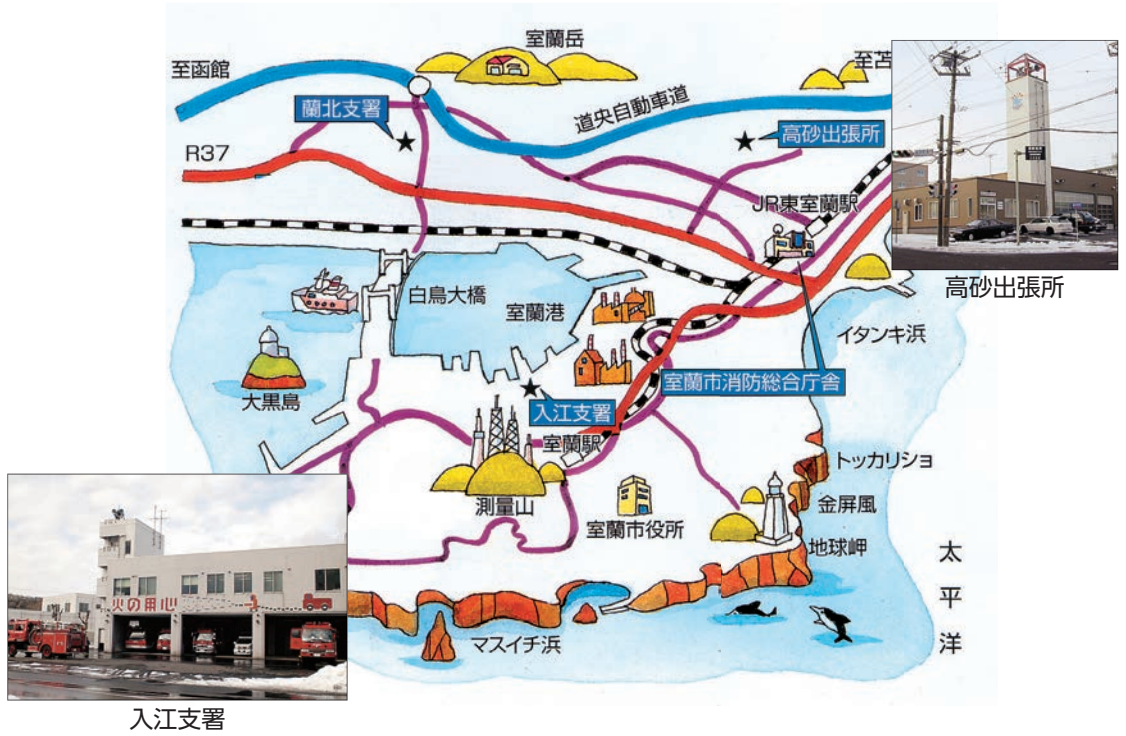 室蘭岳
至函館
至苫
蘭北支署
道央自動車道
高砂出張所
R37
JR東室蘭駅
高砂出張所
白鳥大橋
室蘭港
イタンキ浜
大黒島
室蘭市消防総合庁舎
入江支署
室蘭駅
トッカリショ
測量山
金屏風
室蘭市役所
地球岬
太平洋
火の用心
マスイチ浜
入江支署